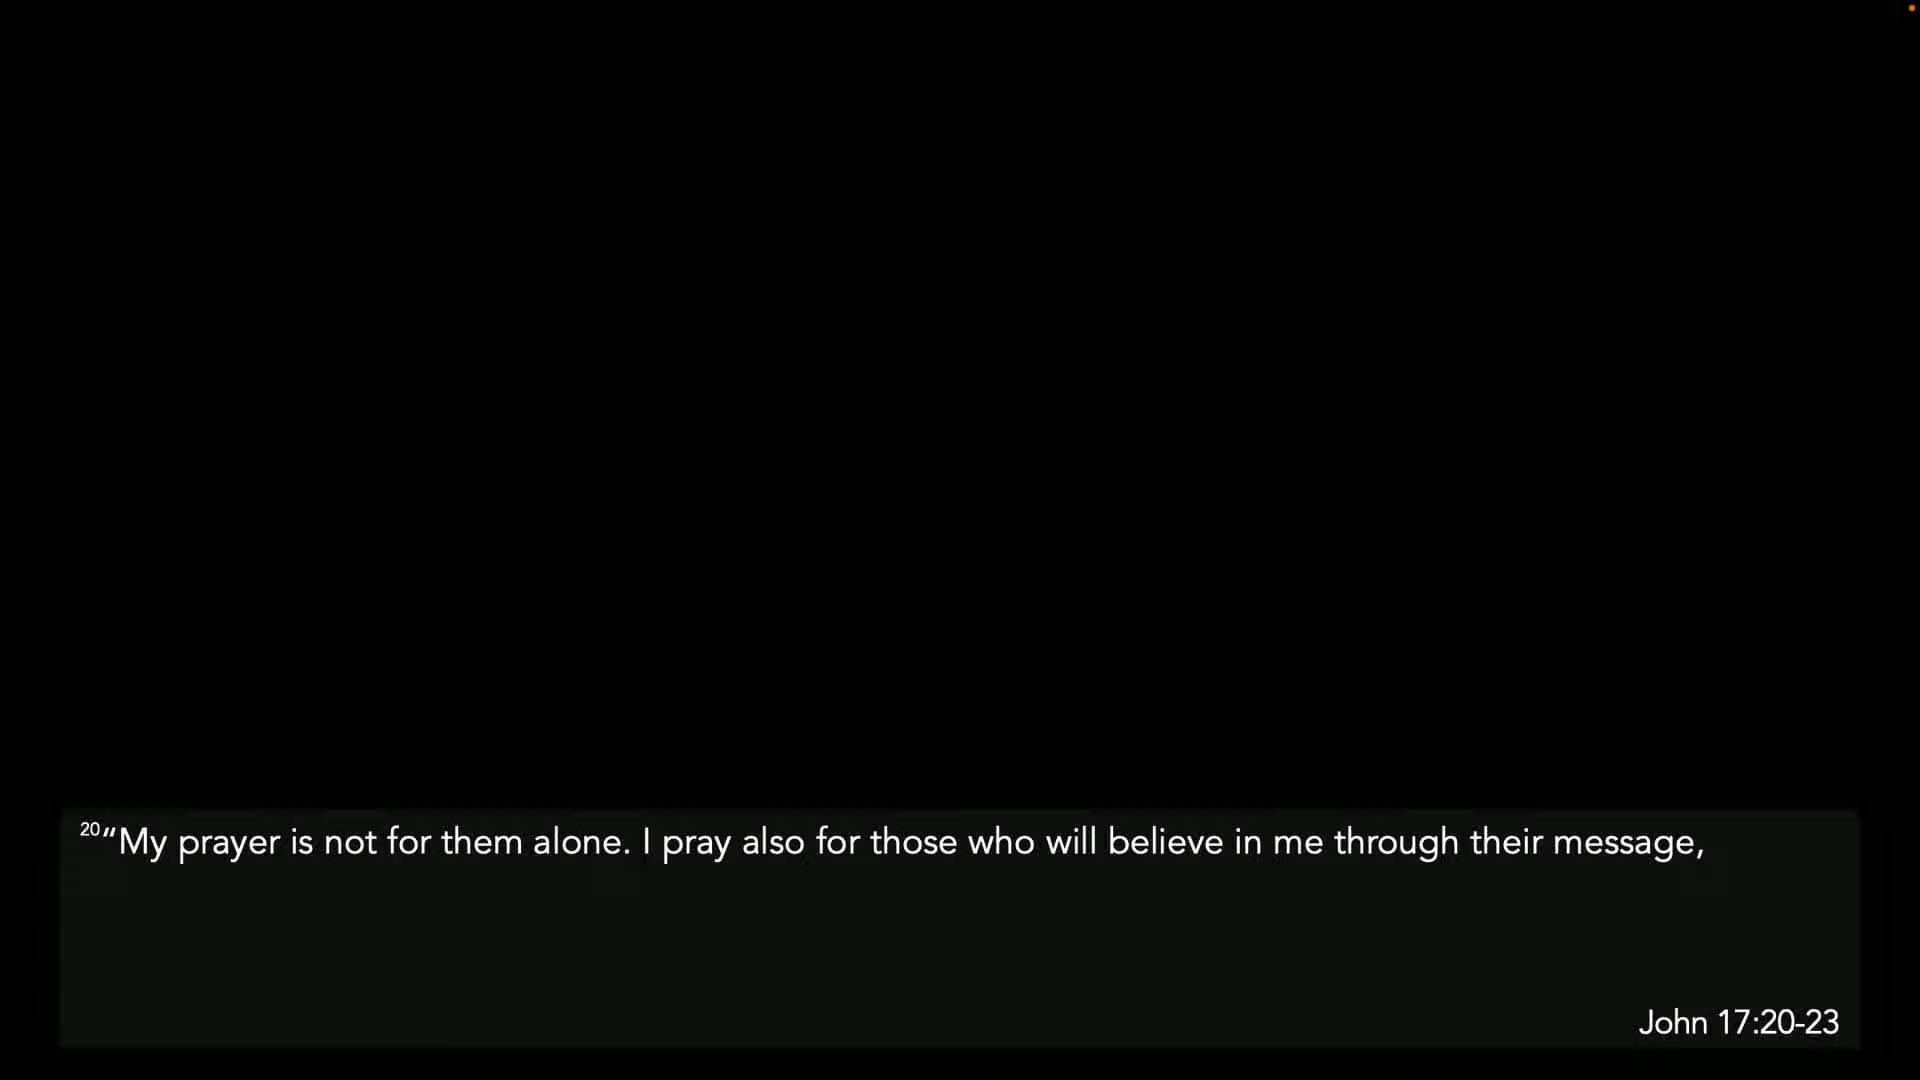 20“My prayer is not for them alone. I pray also for those who will believe in me through their message,
John 17:20-23